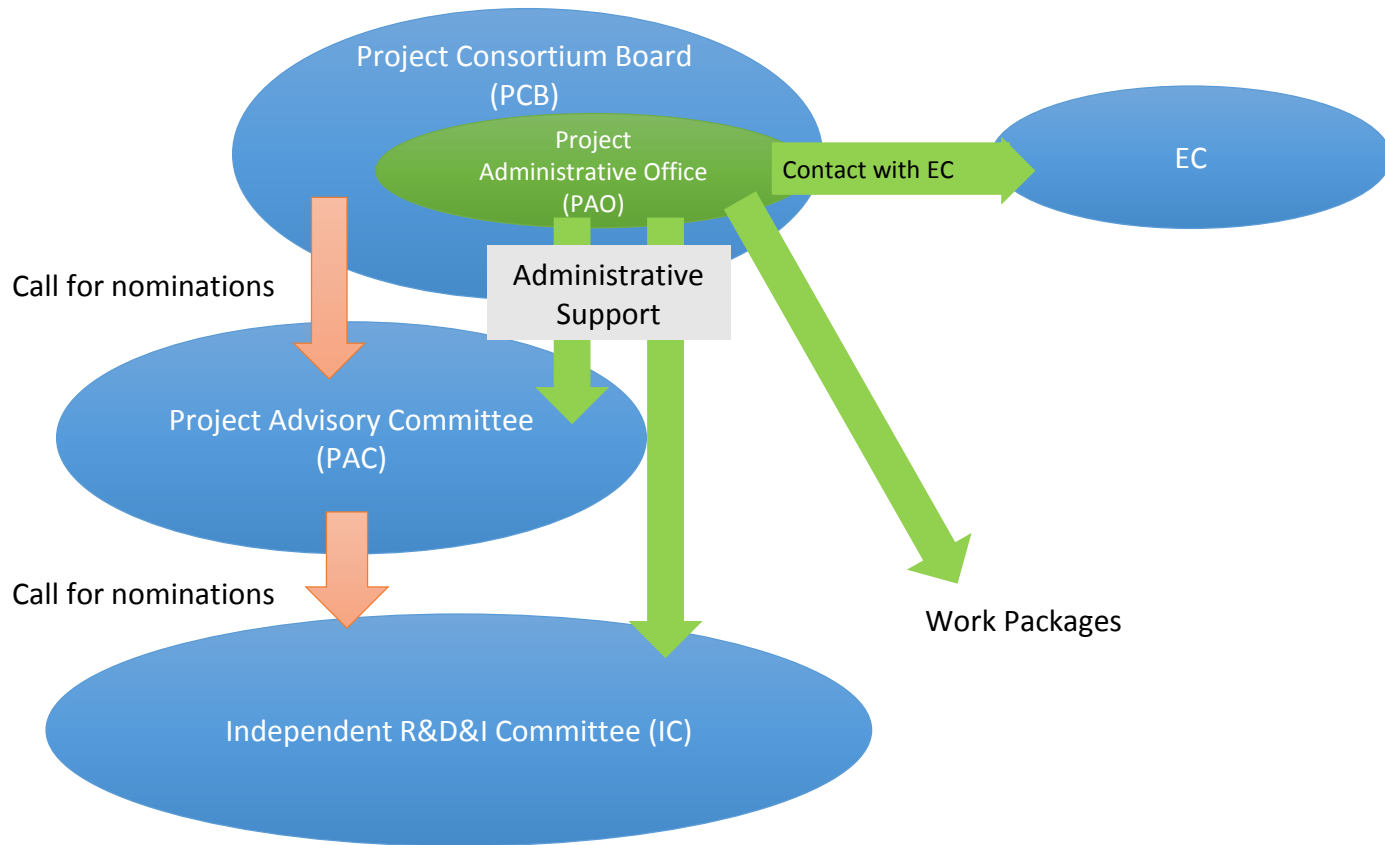 Project Consortium Board
(PCB)
Project
Administrative Office
(PAO)
Contact with EC
EC
Call for nominations
Administrative
Support
Project Advisory Committee
(PAC)
Call for nominations
Work Packages
Independent R&D&I Committee (IC)